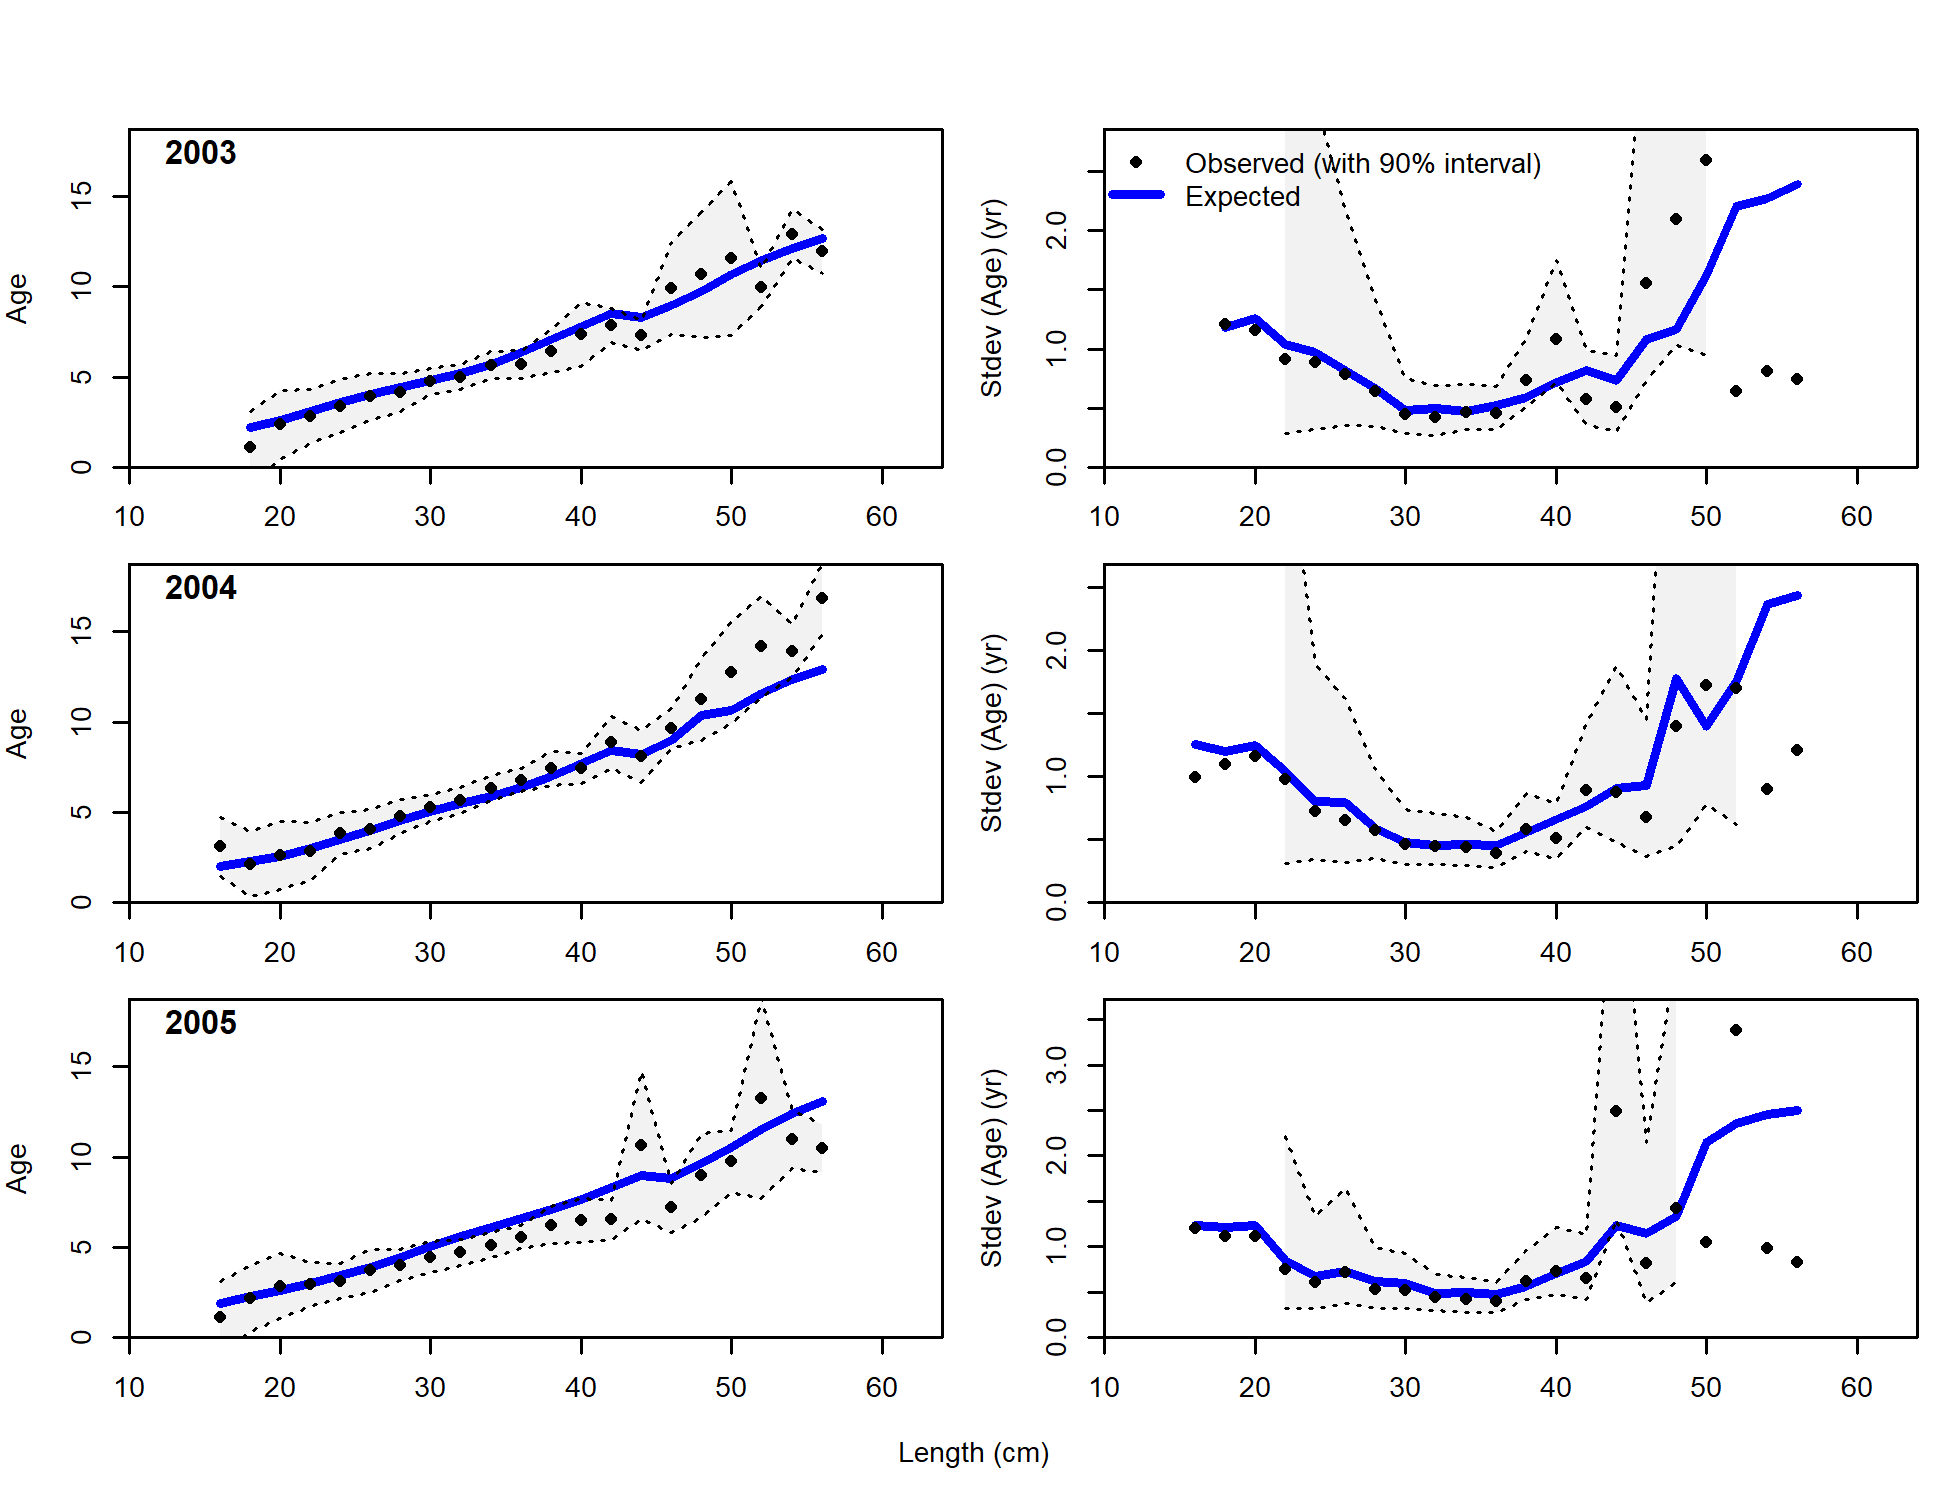 2003
Age
0 5 10 15
10 20 30 40 50 60
Observed (with 90% interval)
Expected
Stdev (Age) (yr)
0.0 1.0 2.0
10 20 30 40 50 60
2004
Age
0 5 10 15
10 20 30 40 50 60
Stdev (Age) (yr)
0.0 1.0 2.0
10 20 30 40 50 60
2005
Age
0 5 10 15
10 20 30 40 50 60
Stdev (Age) (yr)
0.0 1.0 2.0 3.0
10 20 30 40 50 60
Length (cm)